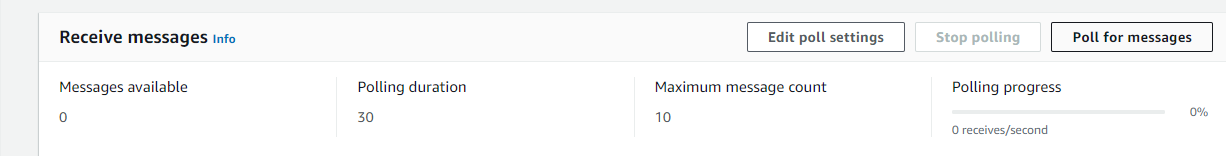 Receive messages Info
Edit poll settings
Stop polling
Poll for messages
Messages available
0
Polling duration
30
Maximum message count
10
Polling progress
0%
0 receives/second